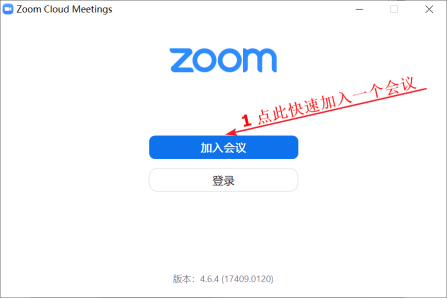 Zoom Cloud Meetings
zoom
1 点此快速加入一个会议
加入会议
登录
版本：4.6.4 (17409.0120)